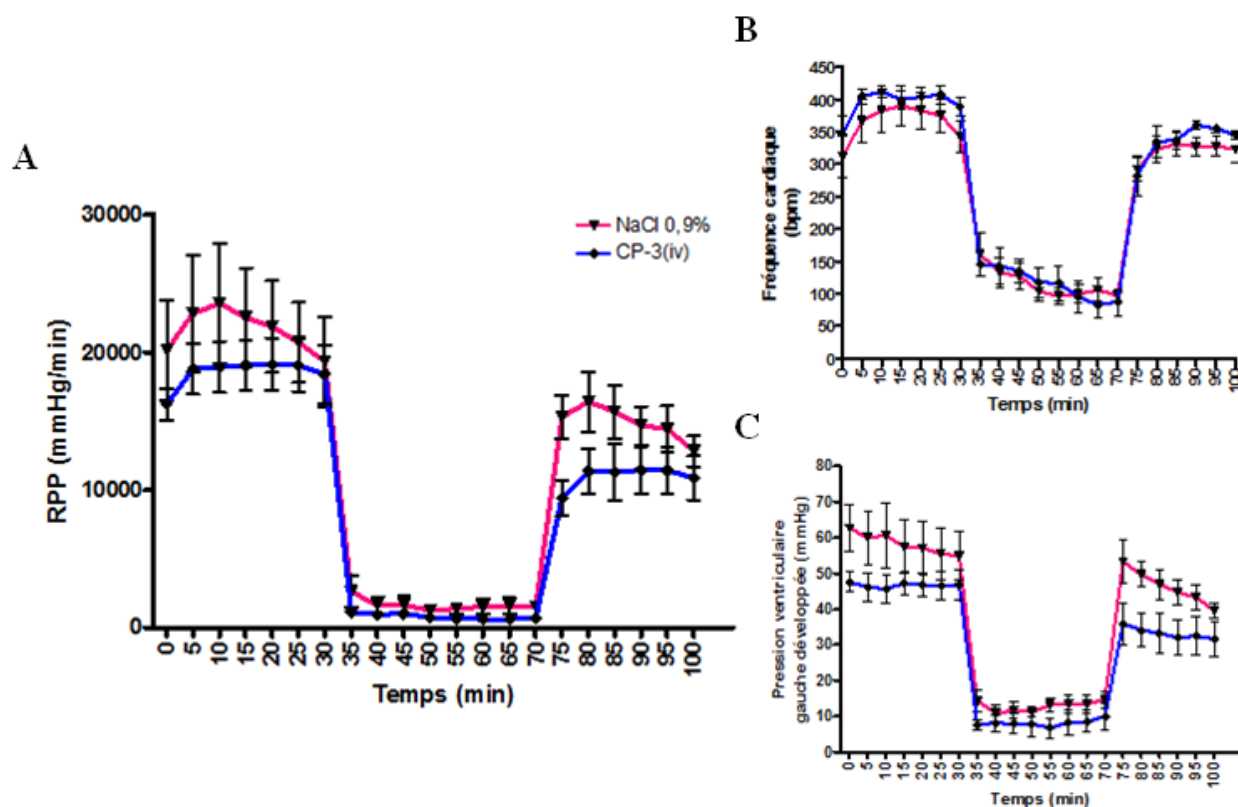 A
RPP (mmHg/min)
30000
20000
10000
0
NaCl 0,9%
CP-3(iv)
0 5 10 15 20 25 30 35 40 45 50 55 60 65 70 75 80 85 90 95 100
Temps (min)
B
Fréquence cardiaque
(bpm)
450
400
350
300
250
200
150
100
50
0
0 5 10 15 20 25 30 35 40 45 50 55 60 65 70 75 80 85 90 95 100
Temps (min)
C
Pression ventriculaire
gauche développée (mmHg)
80
70
60
50
40
30
20
10
0
0 5 10 15 20 25 30 35 40 45 50 55 60 65 70 75 80 85 90 95 100
Temps (min)